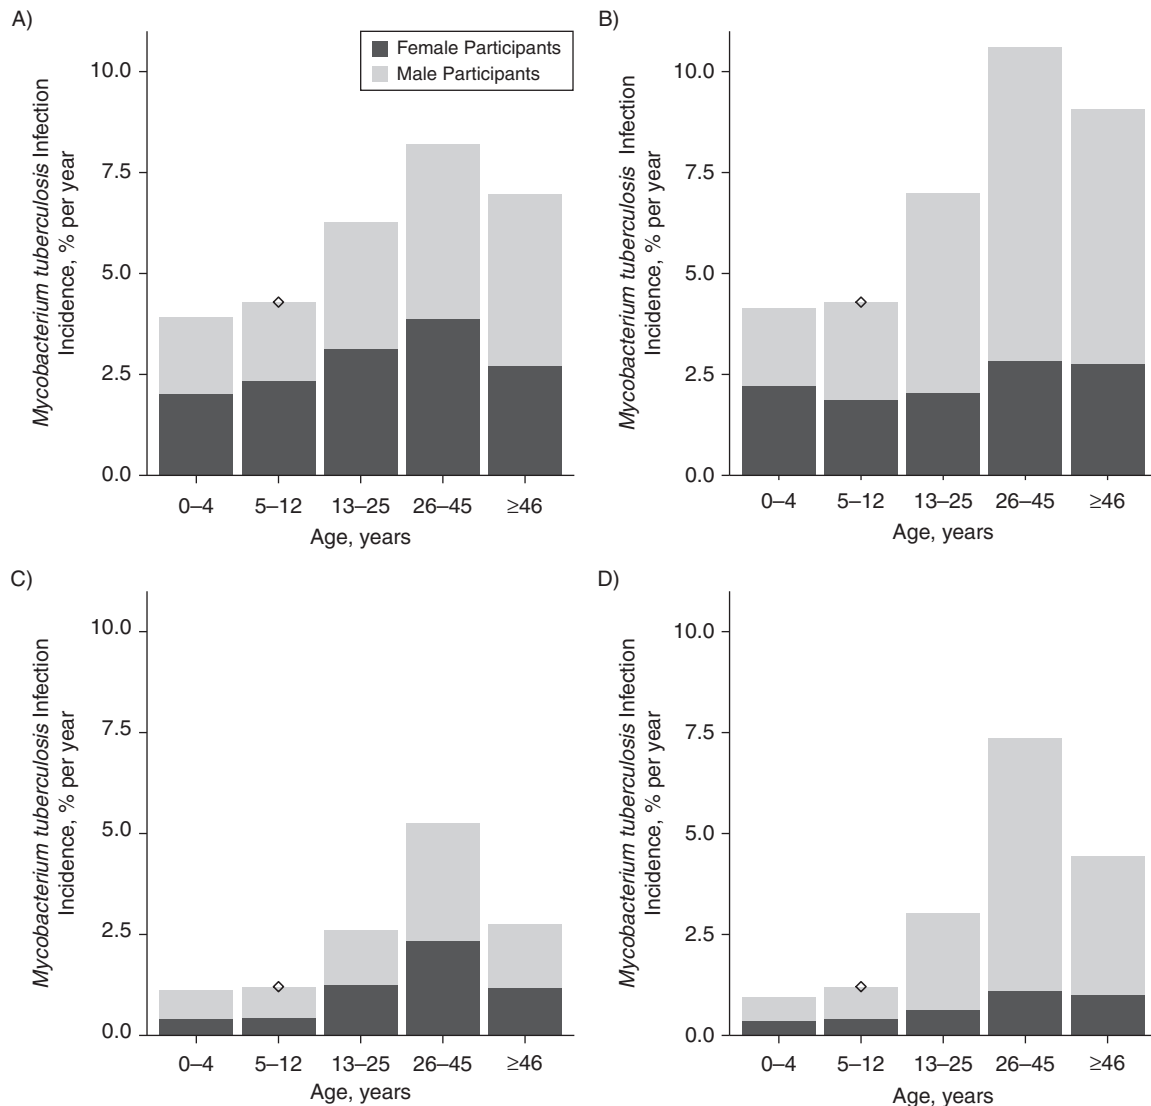 A)
Female Participants
Male Participants
Mycobacterium tuberculosis Infection
Incidence, % per year
10.0
7.5
5.0
2.5
0.0
0–4 5–12 13–25 26–45 ≥46
Age, years
B)
Mycobacterium tuberculosis Infection
Incidence, % per year
10.0
7.5
5.0
2.5
0.0
0–4 5–12 13–25 26–45 ≥46
Age, years
C)
Mycobacterium tuberculosis Infection
Incidence, % per year
10.0
7.5
5.0
2.5
0.0
0–4 5–12 13–25 26–45 ≥46
Age, years
D)
Mycobacterium tuberculosis Infection
Incidence, % per year
10.0
7.5
5.0
2.5
0.0
0–4 5–12 13–25 26–45 ≥46
Age, years